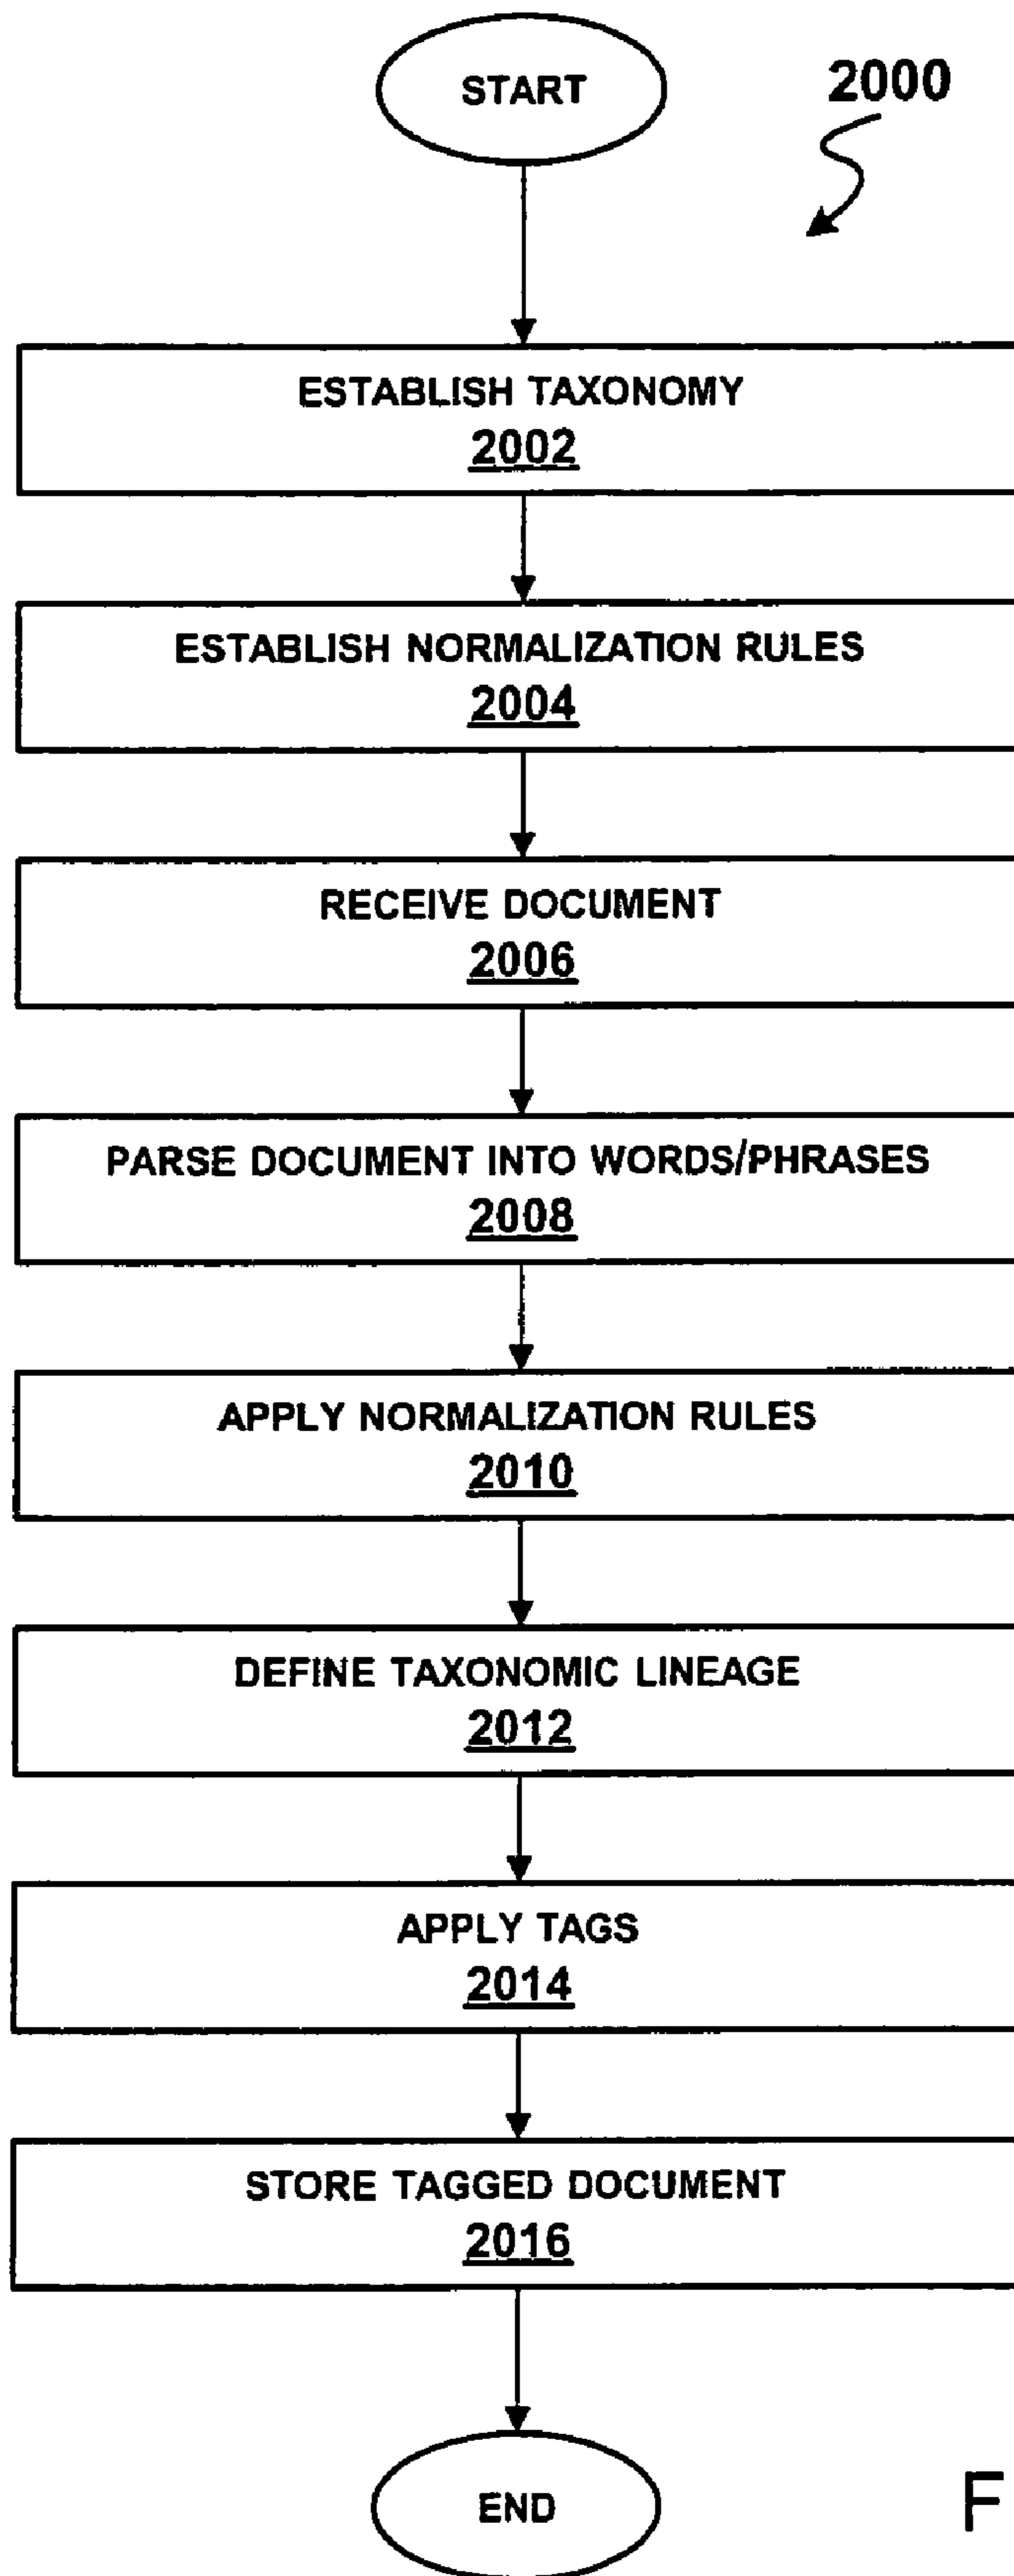 START
2000
ESTABLISH TAXONOMY
2002
ESTABLISH NORMALIZATION RULES
2004
RECEIVE DOCUMENT
2006
PARSE DOCUMENT INTO WORDS/PHRASES
2008
APPLY NORMALIZATION RULES
2010
DEFINE TAXONOMIC LINEAGE
2012
APPLY TAGS
2014
STORE TAGGED DOCUMENT
2016
END
F